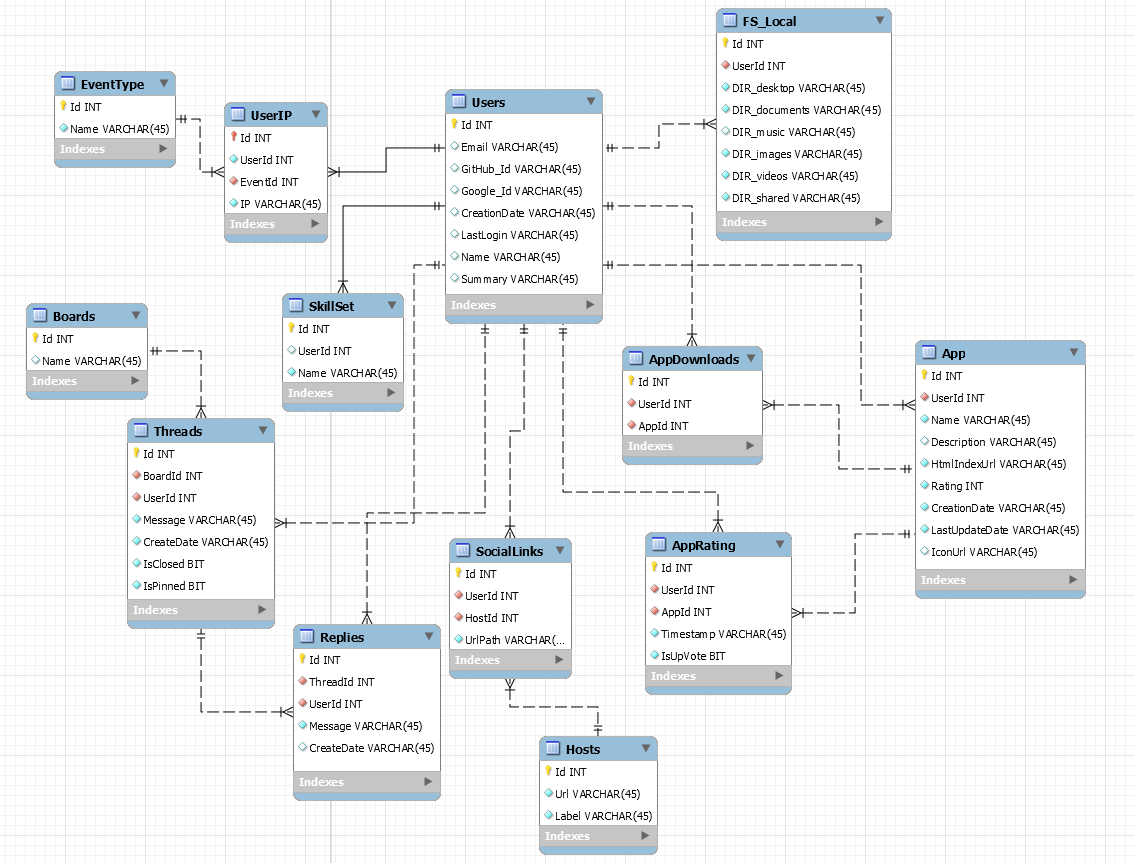 FS_Local
Id INT
UserId INT
DIR_desktop VARCHAR(45)
DIR_documents VARCHAR(45)
DIR_music VARCHAR(45)
DIR_images VARCHAR(45)
DIR_videos VARCHAR(45)
DIR_shared VARCHAR(45)
Indexes
EventType
Id INT
Name VARCHAR(45)
Indexes
UserIP
Id INT
UserId INT
EventId INT
IP VARCHAR(45)
Indexes
Users
Id INT
Email VARCHAR(45)
GitHub_Id VARCHAR(45)
Google_Id VARCHAR(45)
CreationDate VARCHAR(45)
LastLogin VARCHAR(45)
Name VARCHAR(45)
Summary VARCHAR(45)
Indexes
SkillSet
Id INT
UserId INT
Name VARCHAR(45)
Indexes
Boards
Id INT
Name VARCHAR(45)
Indexes
AppDownloads
Id INT
UserId INT
AppId INT
Indexes
App
Id INT
UserId INT
Name VARCHAR(45)
Description VARCHAR(45)
HtmlIndexUrl VARCHAR(45)
Rating INT
CreationDate VARCHAR(45)
LastUpdateDate VARCHAR(45)
IconUrl VARCHAR(45)
Indexes
Threads
Id INT
BoardId INT
UserId INT
Message VARCHAR(45)
CreateDate VARCHAR(45)
IsClosed BIT
IsPinned BIT
Indexes
SocialLinks
Id INT
UserId INT
HostId INT
UrlPath VARCHAR(...
Indexes
AppRating
Id INT
UserId INT
AppId INT
Timestamp VARCHAR(45)
IsUpVote BIT
Indexes
Replies
Id INT
ThreadId INT
UserId INT
Message VARCHAR(45)
CreateDate VARCHAR(45)
Indexes
Hosts
Id INT
Url VARCHAR(45)
Label VARCHAR(45)
Indexes